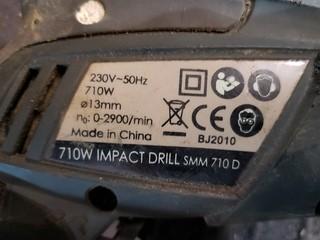 230V~50Hz
710W
⌀13mm
n₀: 0-2900/min
Made in China
CE
BJ2010
710W IMPACT DRILL SMM 710 D